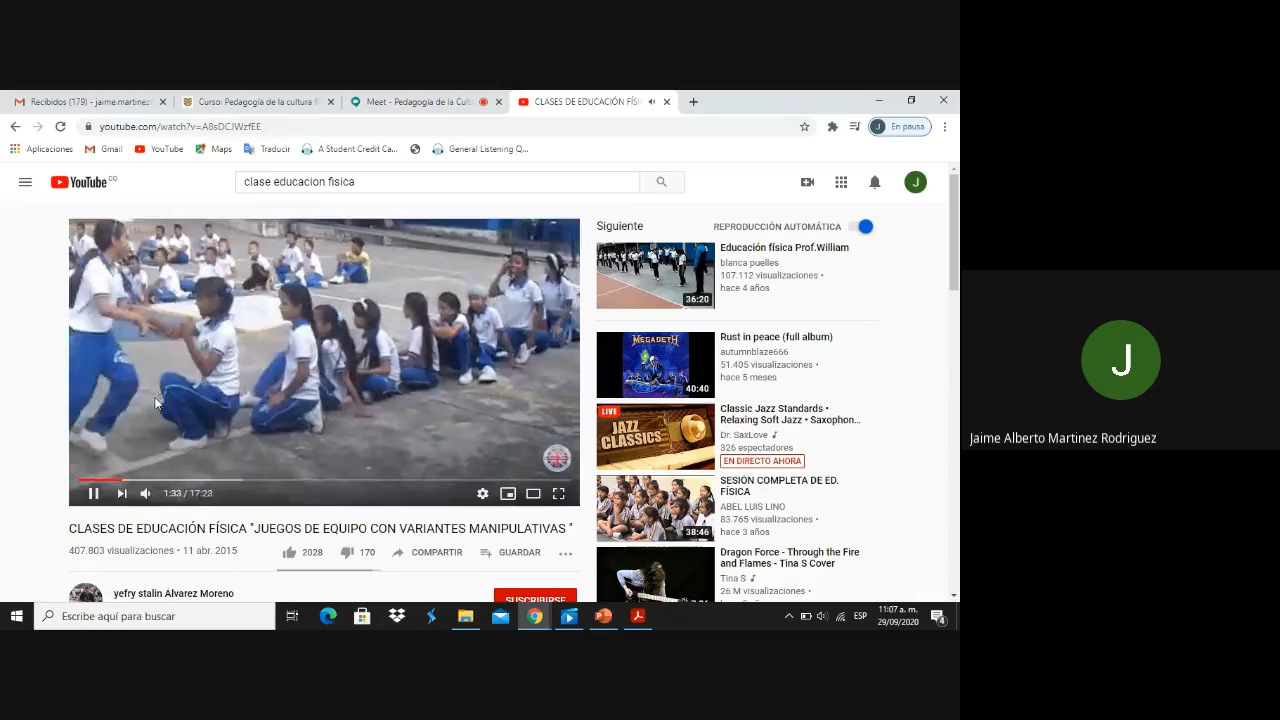 Recibidos (179) - jaime.martinez
Curso: Pedagogía de la cultura f
Meet - Pedagogía de la Cultu
CLASES DE EDUCACIÓN FÍSI
youtube.com/watch?v=A8sDCJWzfEE
En pausa
Aplicaciones
Gmail
YouTube
Maps
Traducir
A Student Credit Ca...
General Listening Q...
YouTube CO
clase educacion fisica
J
1:33 / 17:23
CLASES DE EDUCACIÓN FÍSICA "JUEGOS DE EQUIPO CON VARIANTES MANIPULATIVAS "
407.803 visualizaciones • 11 abr. 2015
2028
170
COMPARTIR
GUARDAR
yefry stalin Alvarez Moreno
SUSCRIBIRSE
Siguiente
REPRODUCCIÓN AUTOMÁTICA
Educación física Prof.William
blanca puelles
107.112 visualizaciones •
hace 4 años
36:20
MEGADETH
Rust in peace (full album)
autumnblaze666
51.405 visualizaciones •
hace 5 meses
40:40
LIVE
JAZZ
CLASSICS
Classic Jazz Standards •
Relaxing Soft Jazz • Saxophon...
Dr. SaxLove
326 espectadores
EN DIRECTO AHORA
SESIÓN COMPLETA DE ED.
FÍSICA
ABEL LUIS LINO
83.765 visualizaciones •
hace 3 años
38:46
Dragon Force - Through the Fire
and Flames - Tina S Cover
Tina S
26 M visualizaciones •
Escribe aquí para buscar
ESP
11:07 a. m.
29/09/2020
4
J
Jaime Alberto Martinez Rodriguez